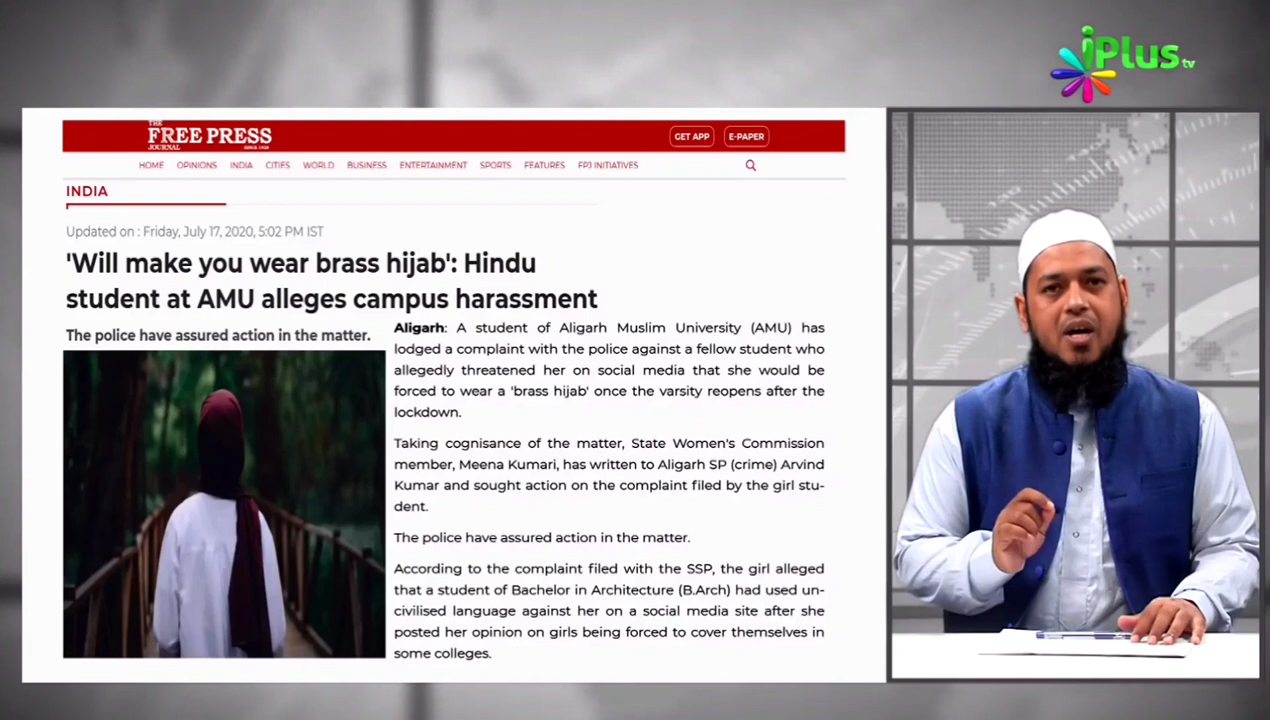 iPlus tv
THE
FREE PRESS
JOURNAL
SINCE 1928
GET APP
E-PAPER
HOME OPINIONS INDIA CITIES WORLD BUSINESS ENTERTAINMENT SPORTS FEATURES FPJ INITIATIVES
INDIA
Updated on : Friday, July 17, 2020, 5:02 PM IST
'Will make you wear brass hijab': Hindu
student at AMU alleges campus harassment
The police have assured action in the matter.
Aligarh: A student of Aligarh Muslim University (AMU) has
lodged a complaint with the police against a fellow student who
allegedly threatened her on social media that she would be
forced to wear a 'brass hijab' once the varsity reopens after the
lockdown.
Taking cognisance of the matter, State Women's Commission
member, Meena Kumari, has written to Aligarh SP (crime) Arvind
Kumar and sought action on the complaint filed by the girl stu-
dent.
The police have assured action in the matter.
According to the complaint filed with the SSP, the girl alleged
that a student of Bachelor in Architecture (B.Arch) had used un-
civilised language against her on a social media site after she
posted her opinion on girls being forced to cover themselves in
some colleges.